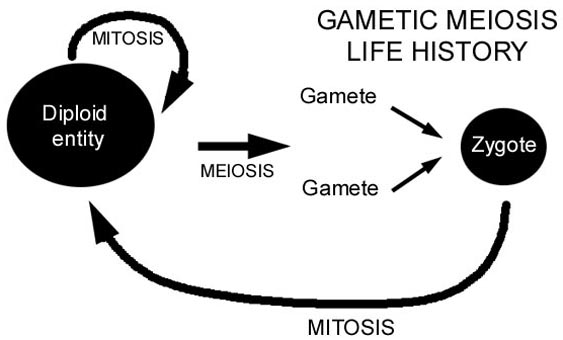 GAMETIC MEIOSIS
LIFE HISTORY
MITOSIS
Diploid
entity
MEIOSIS
Gamete
Gamete
Zygote
MITOSIS